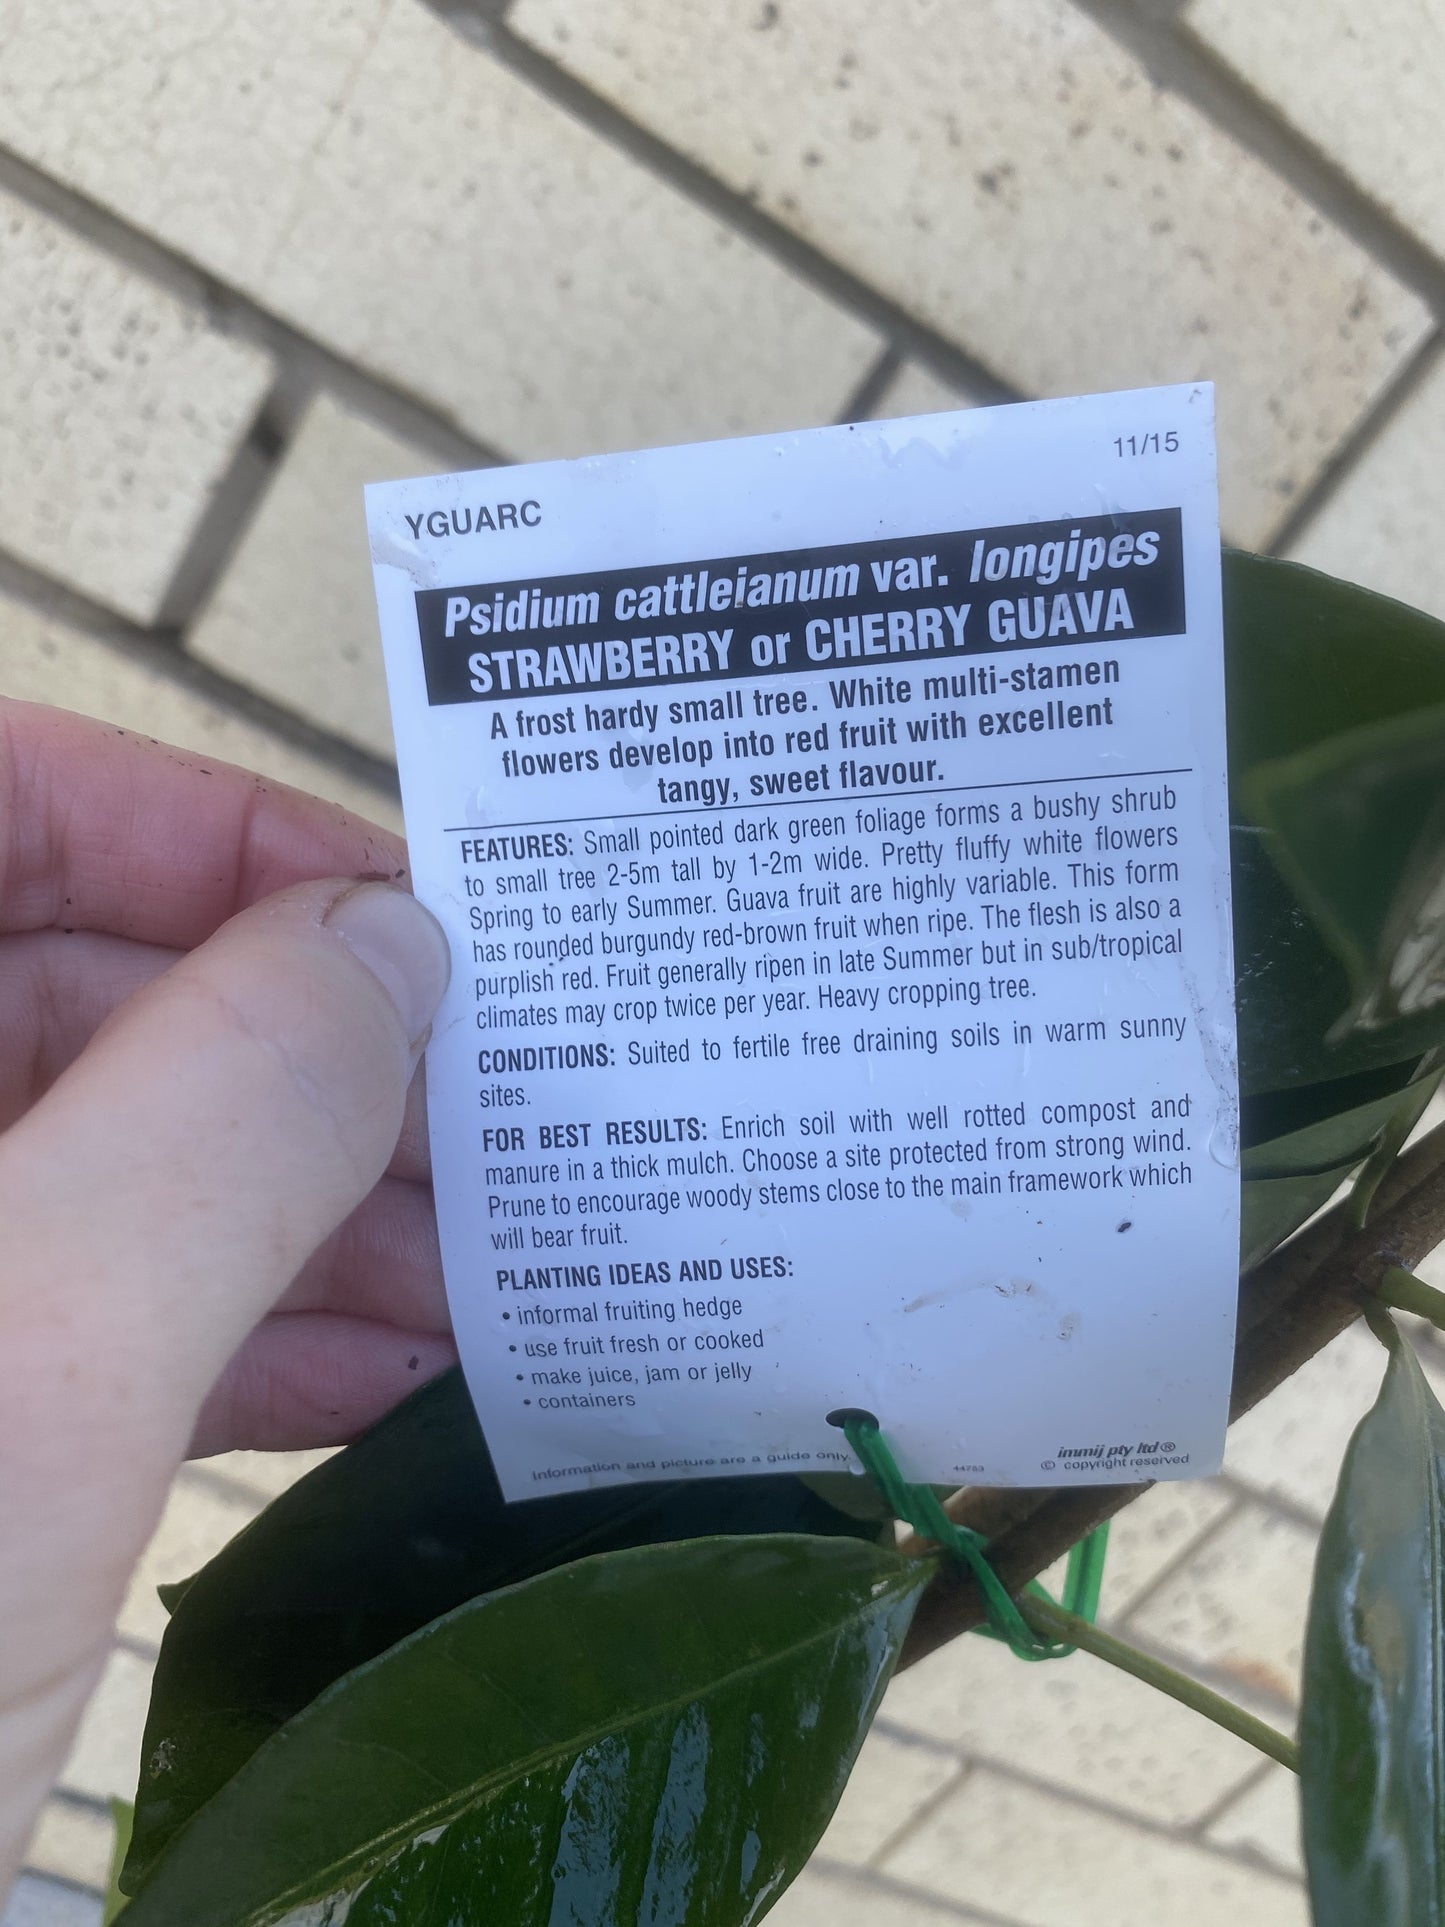 11/15
YGUARC
Psidium cattleianum var. longipes
STRAWBERRY or CHERRY GUAVA
A frost hardy small tree. White multi-stamen
flowers develop into red fruit with excellent
tangy, sweet flavour.
FEATURES: Small pointed dark green foliage forms a bushy shrub
to small tree 2-5m tall by 1-2m wide. Pretty fluffy white flowers
Spring to early Summer. Guava fruit are highly variable. This form
has rounded burgundy red-brown fruit when ripe. The flesh is also a
purplish red. Fruit generally ripen in late Summer but in sub/tropical
climates may crop twice per year. Heavy cropping tree.
CONDITIONS: Suited to fertile free draining soils in warm sunny
sites.
FOR BEST RESULTS: Enrich soil with well rotted compost and
manure in a thick mulch. Choose a site protected from strong wind.
Prune to encourage woody stems close to the main framework which
will bear fruit.
PLANTING IDEAS AND USES:
• informal fruiting hedge
• use fruit fresh or cooked
• make juice, jam or jelly
• containers
Information and picture are a guide only.
44783
immij pty ltd ®
© copyright reserved